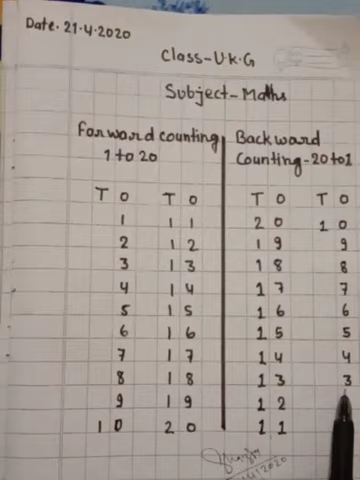 Date. 21.4.2020
Class-U.K.G
Subject-Maths
Forward counting
1 to 20
Backward
Counting-20 to 1
T O T O T O T O
1 1 1 2 0 1 0
2 1 2 1 9 9
3 1 3 1 8 8
4 1 4 1 7 7
5 1 5 1 6 6
6 1 6 1 5 5
7 1 7 1 4 4
8 1 8 1 3 3
9 1 9 1 2
1 0 2 0 1 1